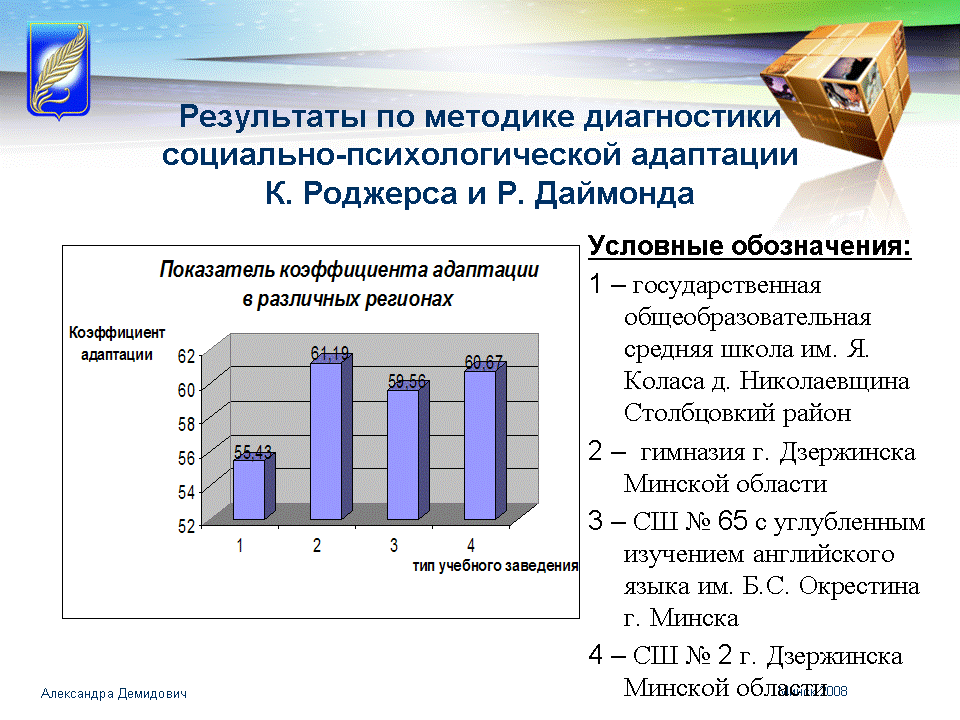 Результаты по методике диагностики
социально-психологической адаптации
К. Роджерса и Р. Даймонда
Показатель коэффициента адаптации
в различных регионах
Коэффициент
адаптации
62
60
58
56
54
52
55,43
61,19
59,56
60,67
1 2 3 4
тип учебного заведения
Условные обозначения:
1 – государственная
общеобразовательная
средняя школа им. Я.
Коласа д. Николаевщина
Столбцовкий район
2 – гимназия г. Дзержинска
Минской области
3 – СШ № 65 с углубленным
изучением английского
языка им. Б.С. Окрестина
г. Минска
4 – СШ № 2 г. Дзержинска
Минской области
Александра Демидович
Минск 2008